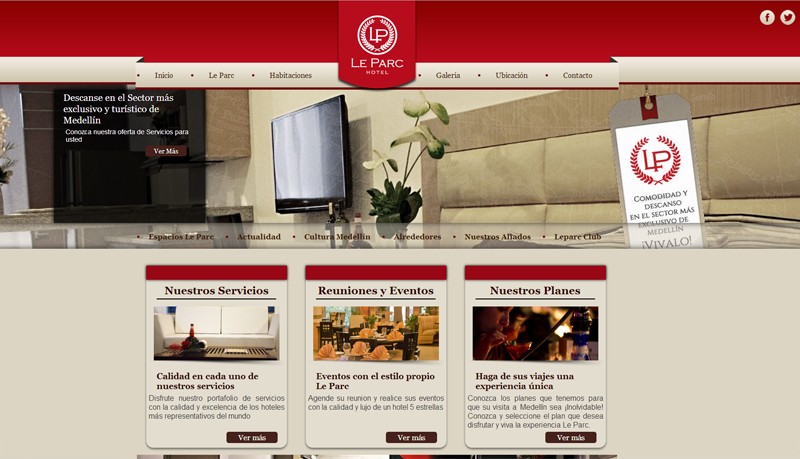 LP
LE PARC
HOTEL
Inicio
Le Parc
Habitaciones
Galeria
Ubicación
Contacto
Descanse en el Sector más
exclusivo y turístico de
Medellín
Conozca nuestra oferta de Servicios para
usted
Ver Más
LP
COMODIDAD Y
DESCANSO
EN EL SECTOR MÁS
EXCLUSIVO DE
MEDELLÍN
¡VIVALO!
Espacios Le Parc
Actualidad
Cultura Medellín
Alrededores
Nuestros Aliados
Leparc Club
Nuestros Servicios
Calidad en cada uno de
nuestros servicios
Disfrute nuestro portafolio de servicios
con la calidad y excelencia de los hoteles
más representativos del mundo
Ver más
Reuniones y Eventos
Eventos con el estilo propio
Le Parc
Agende su reunion y realice sus eventos
con la calidad y lujo de un hotel 5 estrellas
Ver más
Nuestros Planes
Haga de sus viajes una
experiencia única
Conozca los planes que tenemos para
que su visita a Medellín sea ¡Inolvidable!
Conozca y seleccione el plan que desea
disfrutar y viva la experiencia Le Parc.
Ver más